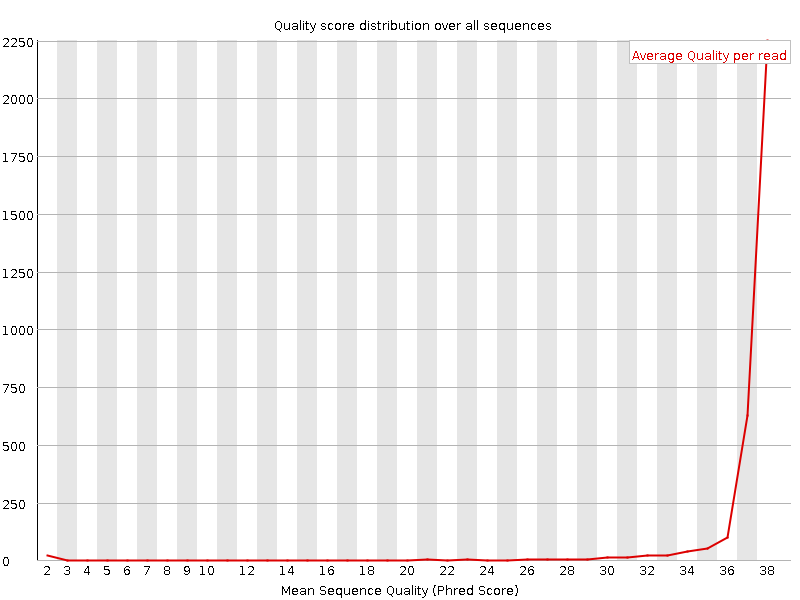 Quality score distribution over all sequences
2250
Average Quality per read
2000
1750
1500
1250
1000
750
500
250
0
2 3 4 5 6 7 8 9 10 12 14 16 18 20 22 24 26 28 30 32 34 36 38
Mean Sequence Quality (Phred Score)